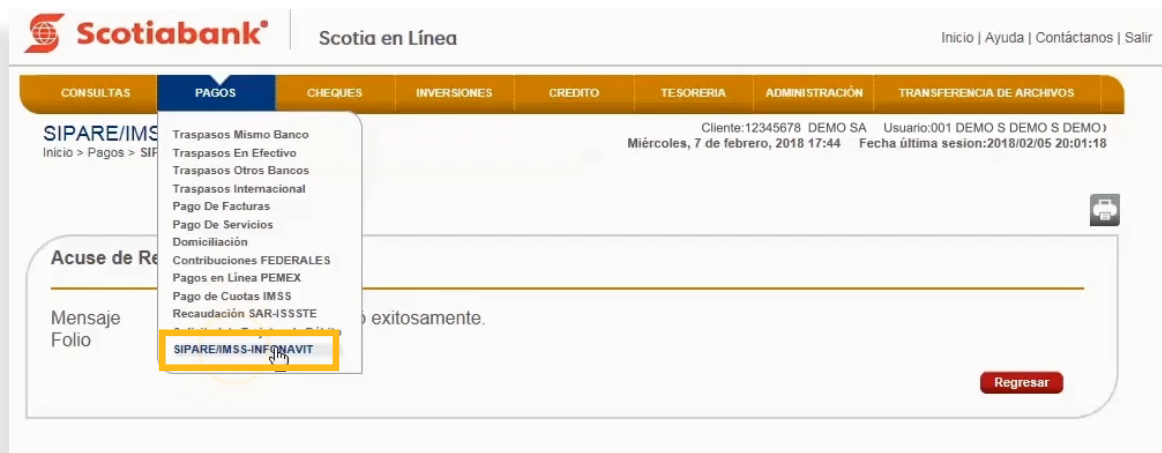 Scotiabank®
Scotia en Línea
Inicio | Ayuda | Contáctanos | Salir
CONSULTAS PAGOS CHEQUES INVERSIONES CREDITO TESORERIA ADMINISTRACIÓN TRANSFERENCIA DE ARCHIVOS
SIPARE/IMS
Cliente:12345678 DEMO SA Usuario:001 DEMO S DEMO S DEMO)
Inicio > Pagos > SIP
Miércoles, 7 de febrero, 2018 17:44 Fecha última sesion:2018/02/05 20:01:18
Traspasos Mismo Banco
Traspasos En Efectivo
Traspasos Otros Bancos
Traspasos Internacional
Pago De Facturas
Pago De Servicios
Domiciliación
Contribuciones FEDERALES
Pagos en Línea PEMEX
Pago de Cuotas IMSS
Recaudación SAR-ISSSTE
SIPARE/IMSS-INFONAVIT
Acuse de Re
Mensaje ó exitosamente.
Folio
Regresar